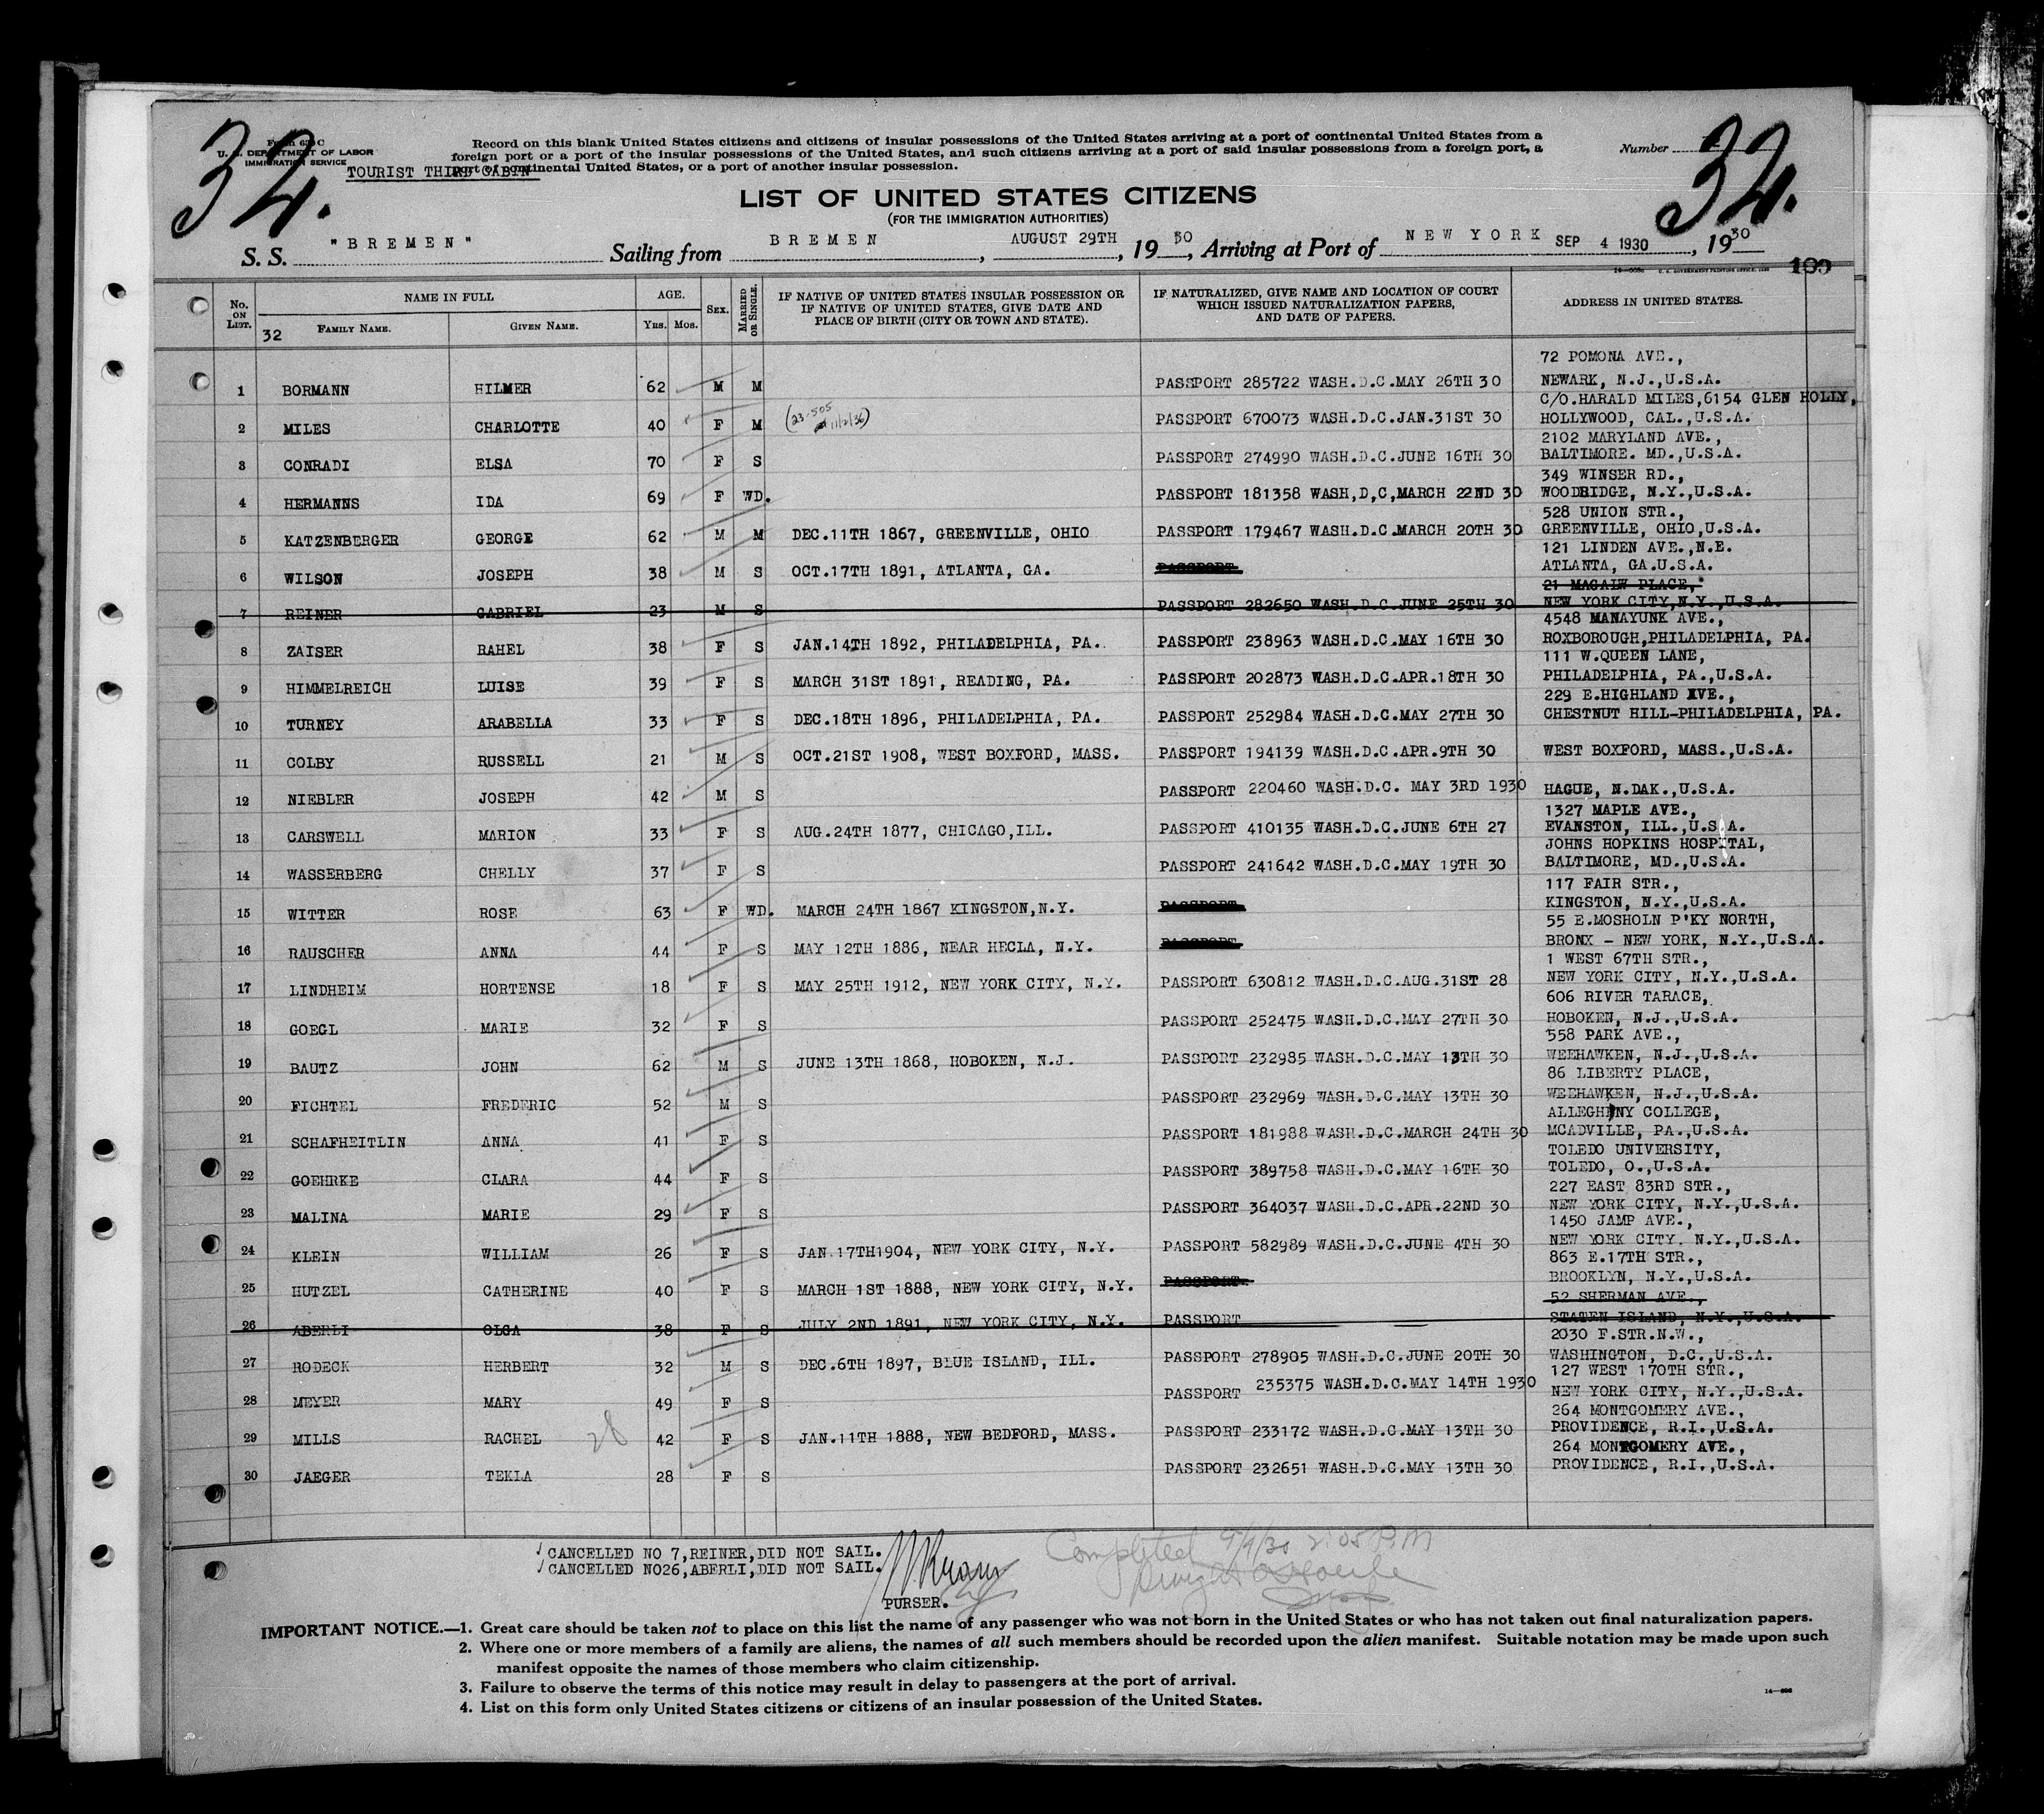 34.
Form 630 C
U. S. DEPARTMENT OF LABOR
IMMIGRATION SERVICE
TOURIST THIRD CABIN
Record on this blank United States citizens and citizens of insular possessions of the United States arriving at a port of continental United States from a
foreign port or a port of the insular possessions of the United States, and such citizens arriving at a port of said insular possessions from a foreign port, a
port of continental United States, or a port of another insular possession.
Number
32.
LIST OF UNITED STATES CITIZENS
(FOR THE IMMIGRATION AUTHORITIES)
S. S. "BREMEN" Sailing from BREMEN, AUGUST 29TH, 1930, Arriving at Port of NEW YORK SEP 4 1930, 1930
180
No. ON LIST. NAME IN FULL AGE. SEX. MARRIED OR SINGLE. IF NATIVE OF UNITED STATES INSULAR POSSESSION OR IF NATIVE OF UNITED STATES, GIVE DATE AND PLACE OF BIRTH (CITY OR TOWN AND STATE). IF NATURALIZED, GIVE NAME AND LOCATION OF COURT WHICH ISSUED NATURALIZATION PAPERS, AND DATE OF PAPERS. ADDRESS IN UNITED STATES.
32 FAMILY NAME. GIVEN NAME. YRS. MOS.
72 POMONA AVE.,
1 BORMANN HILMER 62 M M PASSPORT 285722 WASH.D.C.MAY 26TH 30 NEWARK, N.J.,U.S.A.
C/O.HARALD MILES,6154 GLEN HOLLY,
2 MILES CHARLOTTE 40 F M (23-505 11/2/36) PASSPORT 670073 WASH.D.C.JAN.31ST 30 HOLLYWOOD, CAL.,U.S.A.
2102 MARYLAND AVE.,
3 CONRADI ELSA 70 F S PASSPORT 274990 WASH.D.C.JUNE 16TH 30 BALTIMORE. MD.,U.S.A.
349 WINSER RD.,
4 HERMANNS IDA 69 F WD. PASSPORT 181358 WASH,D,C,MARCH 22ND 30 WOODRIDGE, N.Y.,U.S.A.
528 UNION STR.,
5 KATZENBERGER GEORGE 62 M M DEC.11TH 1867, GREENVILLE, OHIO PASSPORT 179467 WASH.D.C.MARCH 20TH 30 GREENVILLE, OHIO,U.S.A.
121 LINDEN AVE.,N.E.
6 WILSON JOSEPH 38 M S OCT.17TH 1891, ATLANTA, GA. PASSPORT ATLANTA, GA.U.S.A.
21 MAGAIW PLACE,
7 REINER GABRIEL 23 M S PASSPORT 282650 WASH.D.C.JUNE 25TH 30 NEW YORK CITY,N.Y.,U.S.A.
4548 MANAYUNK AVE.,
8 ZAISER RAHEL 38 F S JAN.14TH 1892, PHILADELPHIA, PA. PASSPORT 238963 WASH.D.C.MAY 16TH 30 ROXBOROUGH,PHILADELPHIA, PA.
111 W.QUEEN LANE,
9 HIMMELREICH LUISE 39 F S MARCH 31ST 1891, READING, PA. PASSPORT 202873 WASH.D.C.APR.18TH 30 PHILADELPHIA, PA.,U.S.A.
229 E.HIGHLAND AVE.,
10 TURNEY ARABELLA 33 F S DEC.18TH 1896, PHILADELPHIA, PA. PASSPORT 252984 WASH.D.C.MAY 27TH 30 CHESTNUT HILL-PHILADELPHIA, PA.
11 COLBY RUSSELL 21 M S OCT.21ST 1908, WEST BOXFORD, MASS. PASSPORT 194139 WASH.D.C.APR.9TH 30 WEST BOXFORD, MASS.,U.S.A.
12 NIEBLER JOSEPH 42 M S PASSPORT 220460 WASH.D.C. MAY 3RD 1930 HAGUE, N.DAK.,U.S.A.
1327 MAPLE AVE.,
13 CARSWELL MARION 33 F S AUG.24TH 1877, CHICAGO,ILL. PASSPORT 410135 WASH.D.C.JUNE 6TH 27 EVANSTON, ILL.,U.S.A.
JOHNS HOPKINS HOSPITAL,
14 WASSERBERG CHELLY 37 F S PASSPORT 241642 WASH.D.C.MAY 19TH 30 BALTIMORE, MD.,U.S.A.
117 FAIR STR.,
15 WITTER ROSE 63 F WD. MARCH 24TH 1867 KINGSTON,N.Y. PASSPORT KINGSTON, N.Y.,U.S.A.
55 E.MOSHOLN P'KY NORTH,
16 RAUSCHER ANNA 44 F S MAY 12TH 1886, NEAR HECLA, N.Y. PASSPORT BRONX - NEW YORK, N.Y.,U.S.A.
1 WEST 67TH STR.,
17 LINDHEIM HORTENSE 18 F S MAY 25TH 1912, NEW YORK CITY, N.Y. PASSPORT 630812 WASH.D.C.AUG.31ST 28 NEW YORK CITY, N.Y.,U.S.A.
606 RIVER TARACE,
18 GOEGL MARIE 32 F S PASSPORT 252475 WASH.D.C.MAY 27TH 30 HOBOKEN, N.J.,U.S.A.
558 PARK AVE.,
19 BAUTZ JOHN 62 M S JUNE 13TH 1868, HOBOKEN, N.J. PASSPORT 232985 WASH.D.C.MAY 13TH 30 WEEHAWKEN, N.J.,U.S.A.
86 LIBERTY PLACE,
20 FICHTEL FREDERIC 52 M S PASSPORT 232969 WASH.D.C.MAY 13TH 30 WEEHAWKEN, N.J.,U.S.A.
ALLEGHENY COLLEGE,
21 SCHAFHEITLIN ANNA 41 F S PASSPORT 181988 WASH.D.C.MARCH 24TH 30 MCADVILLE, PA.,U.S.A.
TOLEDO UNIVERSITY,
22 GOEHRKE CLARA 44 F S PASSPORT 389758 WASH.D.C.MAY 16TH 30 TOLEDO, O.,U.S.A.
227 EAST 83RD STR.,
23 MALINA MARIE 29 F S PASSPORT 364037 WASH.D.C.APR.22ND 30 NEW YORK CITY, N.Y.,U.S.A.
1450 JAMP AVE.,
24 KLEIN WILLIAM 26 F S JAN.17TH1904, NEW YORK CITY, N.Y. PASSPORT 582989 WASH.D.C.JUNE 4TH 30 NEW YORK CITY, N.Y.,U.S.A.
863 E.17TH STR.,
25 HUTZEL CATHERINE 40 F S MARCH 1ST 1888, NEW YORK CITY, N.Y. PASSPORT BROOKLYN, N.Y.,U.S.A.
52 SHERMAN AVE.,
26 ABERLI OLGA 38 F S JULY 2ND 1891, NEW YORK CITY, N.Y. PASSPORT STATEN ISLAND, N.Y.,U.S.A.
2030 F.STR.N.W.,
27 RODECK HERBERT 32 M S DEC.6TH 1897, BLUE ISLAND, ILL. PASSPORT 278905 WASH.D.C.JUNE 20TH 30 WASHINGTON, D.C.,U.S.A.
127 WEST 170TH STR.,
28 MEYER MARY 49 F S PASSPORT 235375 WASH.D.C.MAY 14TH 1930 NEW YORK CITY, N.Y.,U.S.A.
264 MONTGOMERY AVE.,
29 MILLS RACHEL 28 42 F S JAN.11TH 1888, NEW BEDFORD, MASS. PASSPORT 233172 WASH.D.C.MAY 13TH 30 PROVIDENCE, R.I.,U.S.A.
264 MONTGOMERY AVE.,
30 JAEGER TEKLA 28 F S PASSPORT 232651 WASH.D.C.MAY 13TH 30 PROVIDENCE, R.I.,U.S.A.
CANCELLED NO 7,REINER,DID NOT SAIL.
CANCELLED NO26,ABERLI,DID NOT SAIL.
Completed 9/4/30 2:05 P.M
PURSER.
IMPORTANT NOTICE.—1. Great care should be taken not to place on this list the name of any passenger who was not born in the United States or who has not taken out final naturalization papers.
2. Where one or more members of a family are aliens, the names of all such members should be recorded upon the alien manifest. Suitable notation may be made upon such
manifest opposite the names of those members who claim citizenship.
3. Failure to observe the terms of this notice may result in delay to passengers at the port of arrival.
4. List on this form only United States citizens or citizens of an insular possession of the United States.